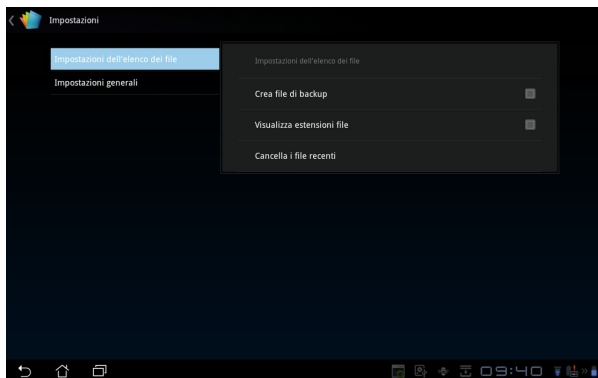 Impostazioni
Impostazioni dell'elenco dei file
Impostazioni generali
Impostazioni dell'elenco dei file
Crea file di backup
Visualizza estensioni file
Cancella i file recenti
09:40